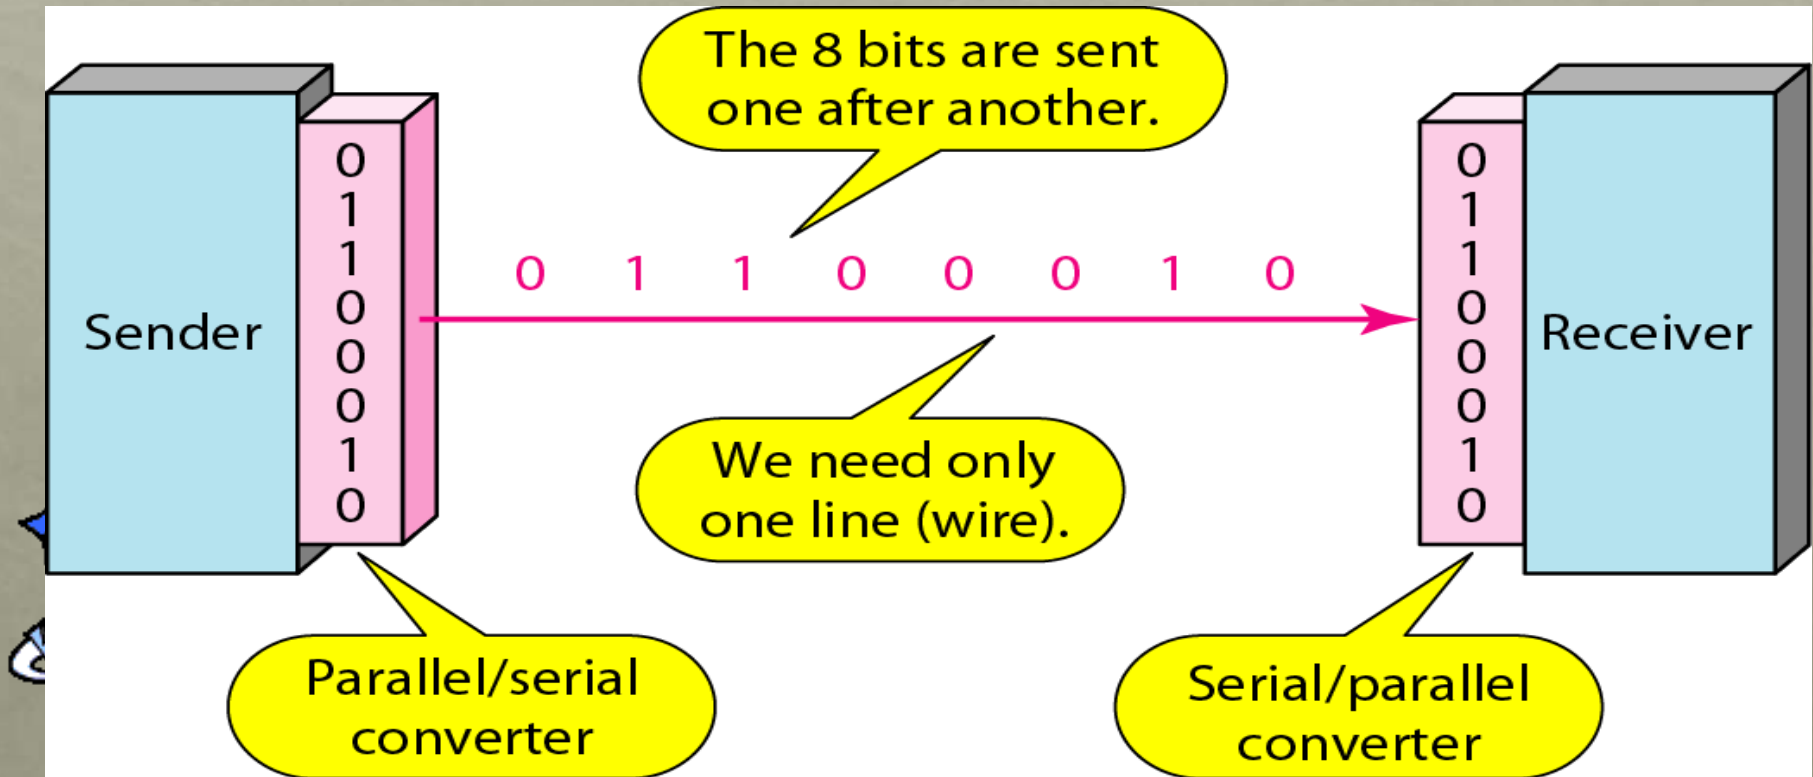 The 8 bits are sent
one after another.
0
1
1
0
0
0
1
0
Sender
0 1 1 0 0 0 1 0
0
1
1
0
0
0
1
0
Receiver
We need only
one line (wire).
Parallel/serial
converter
Serial/parallel
converter